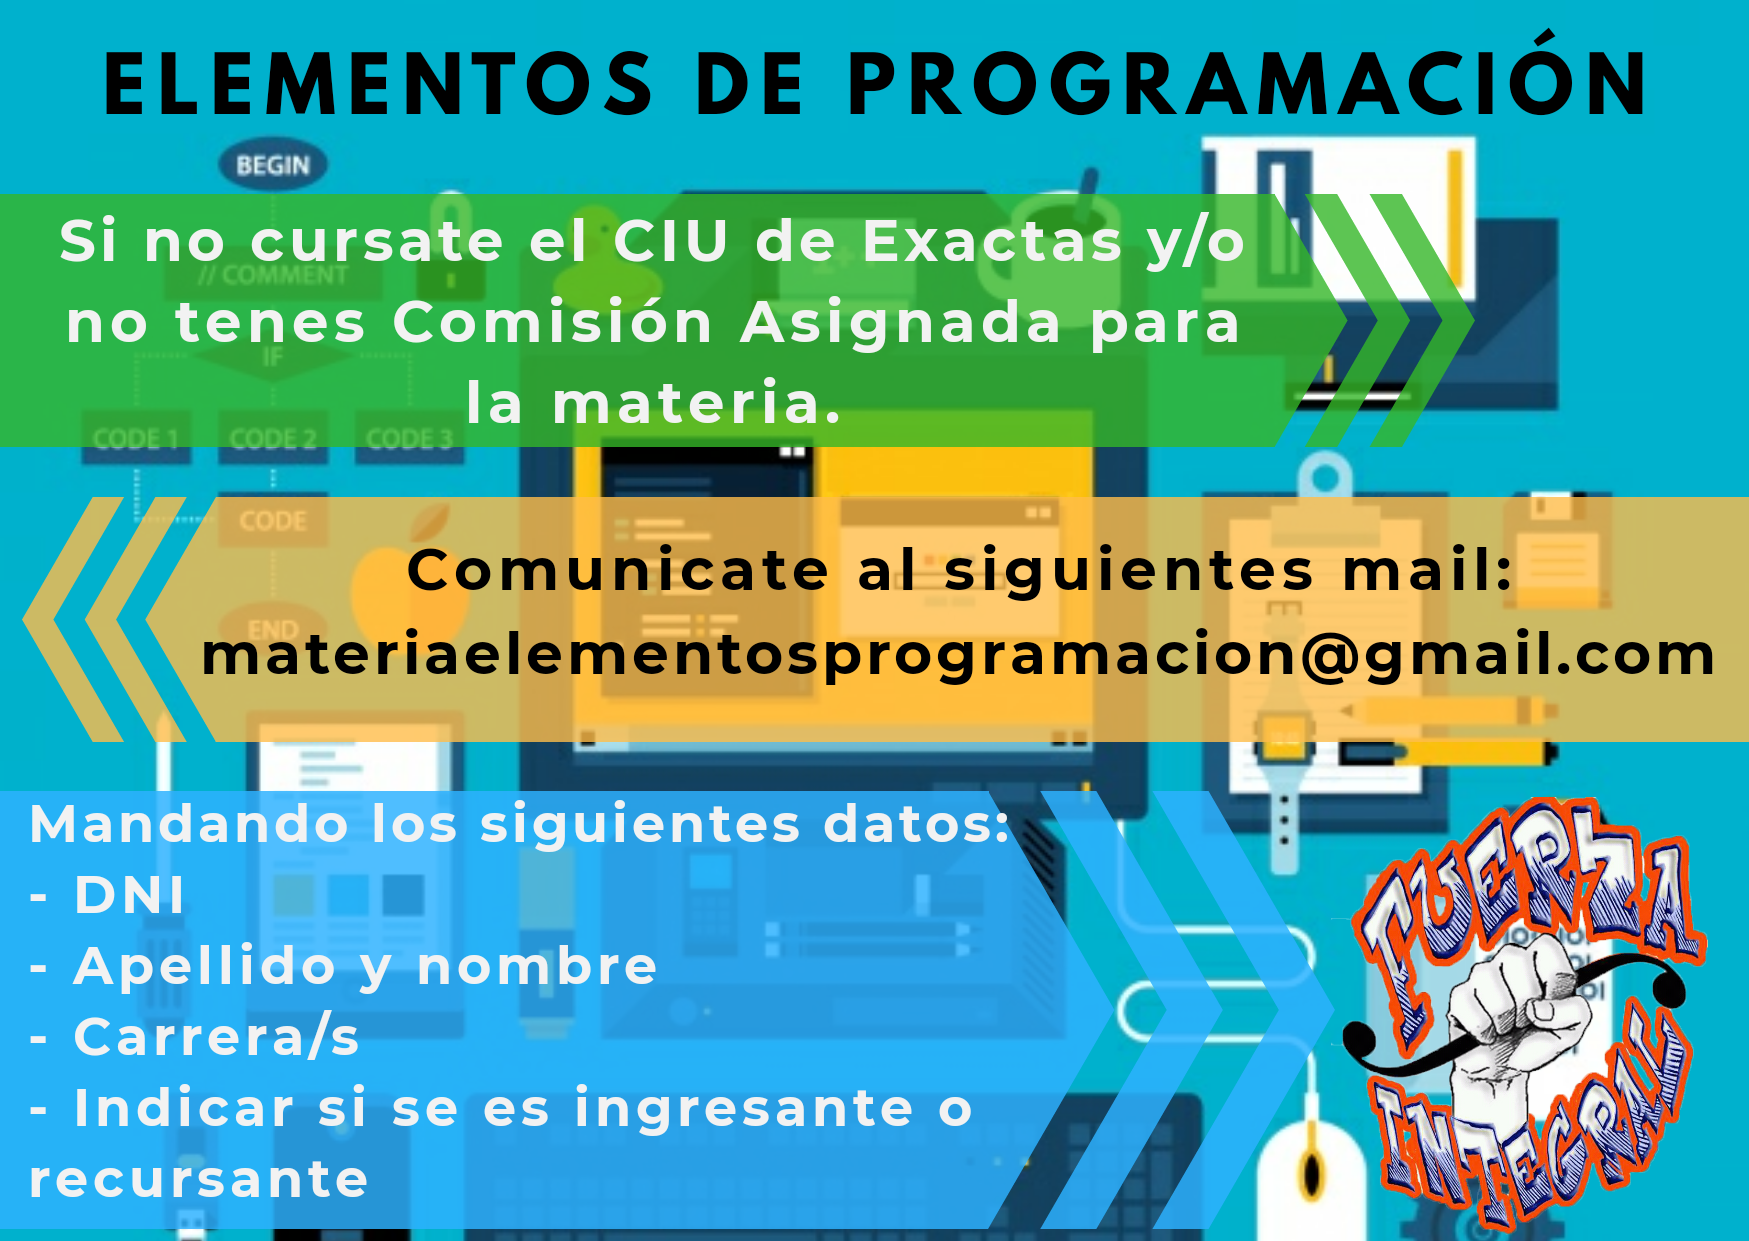 ELEMENTOS DE PROGRAMACIÓN
BEGIN
Si no cursate el CIU de Exactas y/o
// COMMENT
no tenes Comisión Asignada para
IF
la materia.
CODE 1 CODE 2 CODE 3
CODE
Comunicate al siguientes mail:
END
materiaelementosprogramacion@gmail.com
Mandando los siguientes datos:
- DNI
- Apellido y nombre
- Carrera/s
- Indicar si se es ingresante o
recursante
FUERZA
INTEGRAL